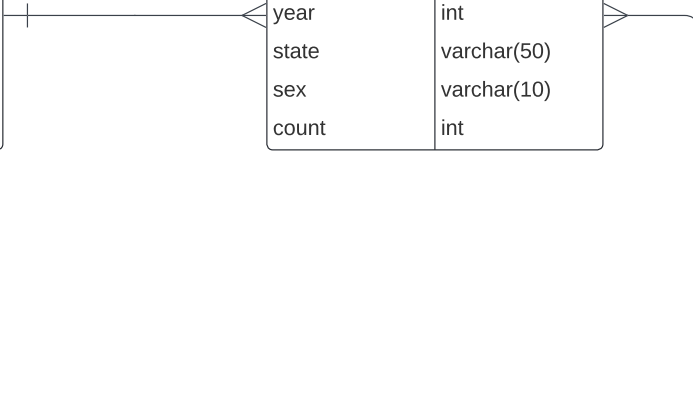 year int
state varchar(50)
sex varchar(10)
count int